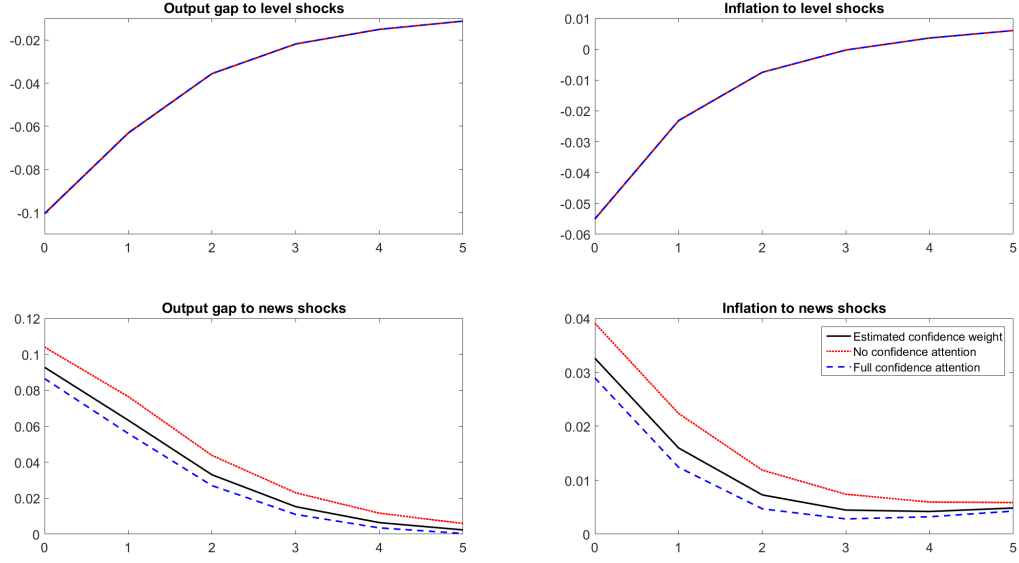 Output gap to level shocks
-0.02
-0.04
-0.06
-0.08
-0.1
0 1 2 3 4 5
Inflation to level shocks
0.01
0
-0.01
-0.02
-0.03
-0.04
-0.05
-0.06
0 1 2 3 4 5
Output gap to news shocks
0.12
0.1
0.08
0.06
0.04
0.02
0
0 1 2 3 4 5
Inflation to news shocks
0.04
0.03
0.02
0.01
0
0 1 2 3 4 5
Estimated confidence weight
No confidence attention
Full confidence attention